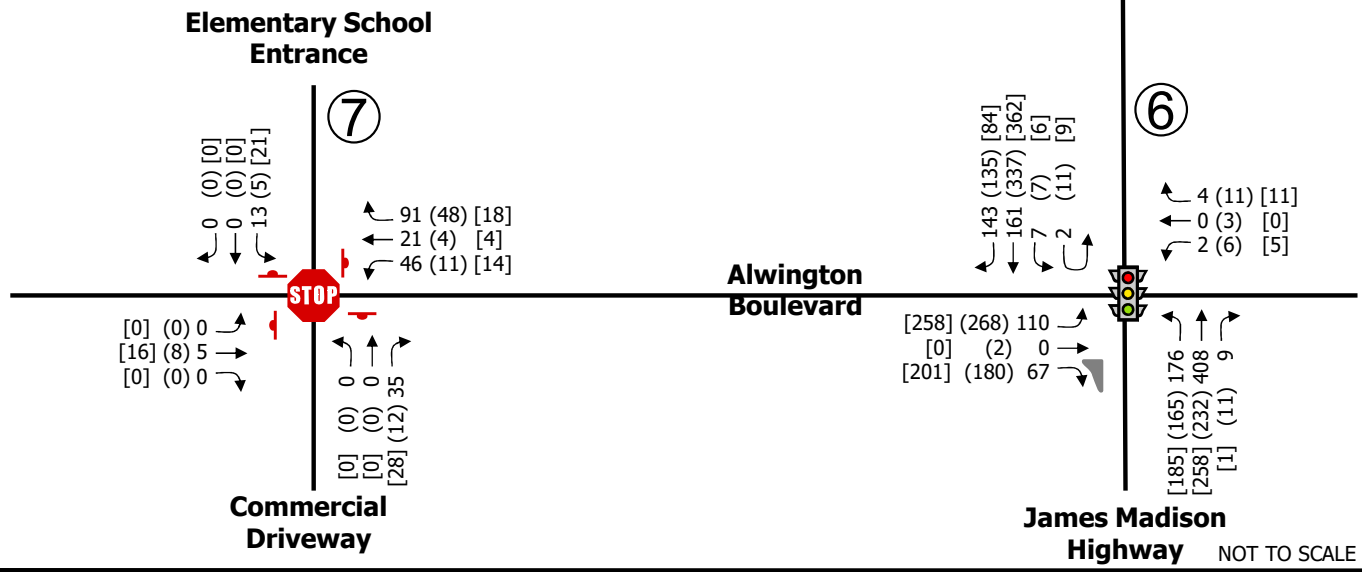 Elementary School
Entrance
7
0 (0) [0]
0 (0) [0]
13 (5) [21]
91 (48) [18]
21 (4) [4]
46 (11) [14]
STOP
[0] (0) 0
[16] (8) 5
[0] (0) 0
[0] (0) 0
[0] (0) 0
[28] (12) 35
Commercial
Driveway
Alwington
Boulevard
6
143 (135) [84]
161 (337) [362]
7 (7) [6]
2 (11) [9]
4 (11) [11]
0 (3) [0]
2 (6) [5]
[258] (268) 110
[0] (2) 0
[201] (180) 67
[185] (165) 176
[258] (232) 408
[1] (11) 9
James Madison
Highway
NOT TO SCALE